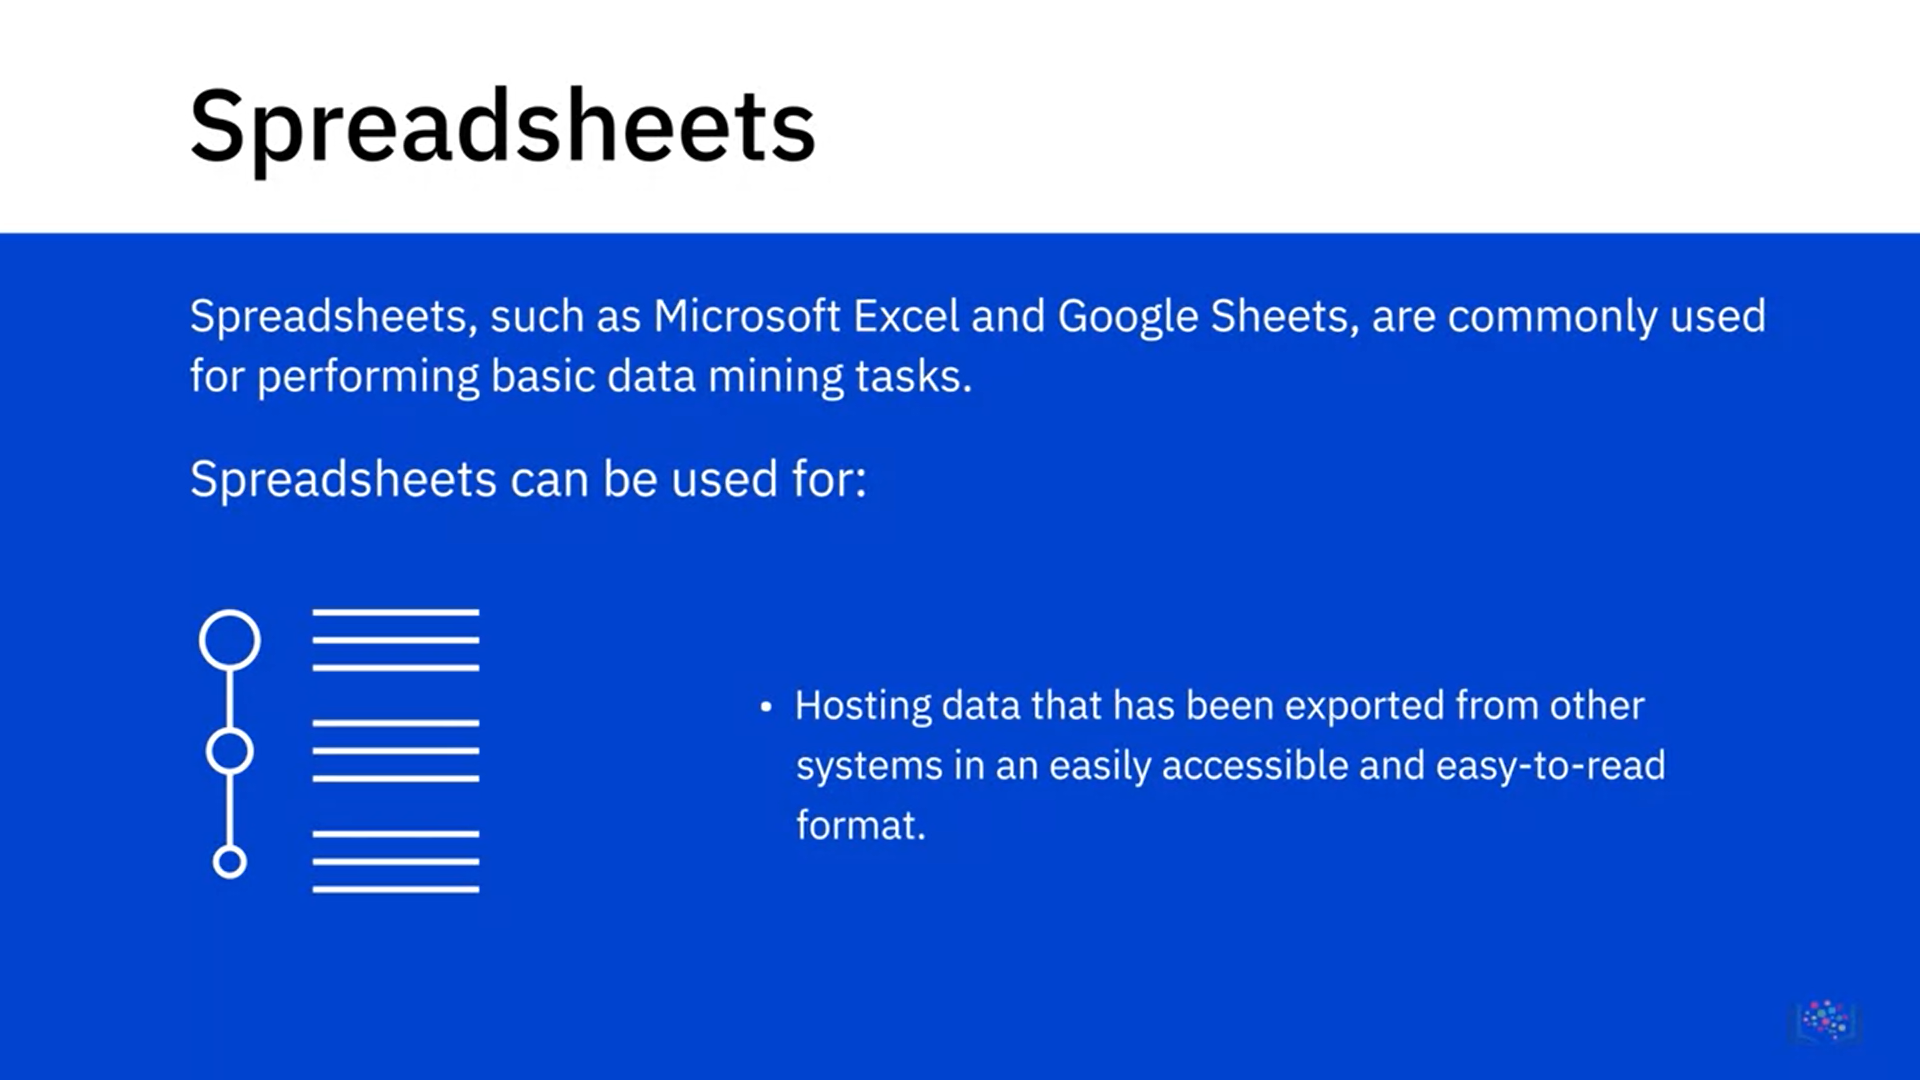 Spreadsheets
Spreadsheets, such as Microsoft Excel and Google Sheets, are commonly used
for performing basic data mining tasks.
Spreadsheets can be used for:
• Hosting data that has been exported from other
systems in an easily accessible and easy-to-read
format.